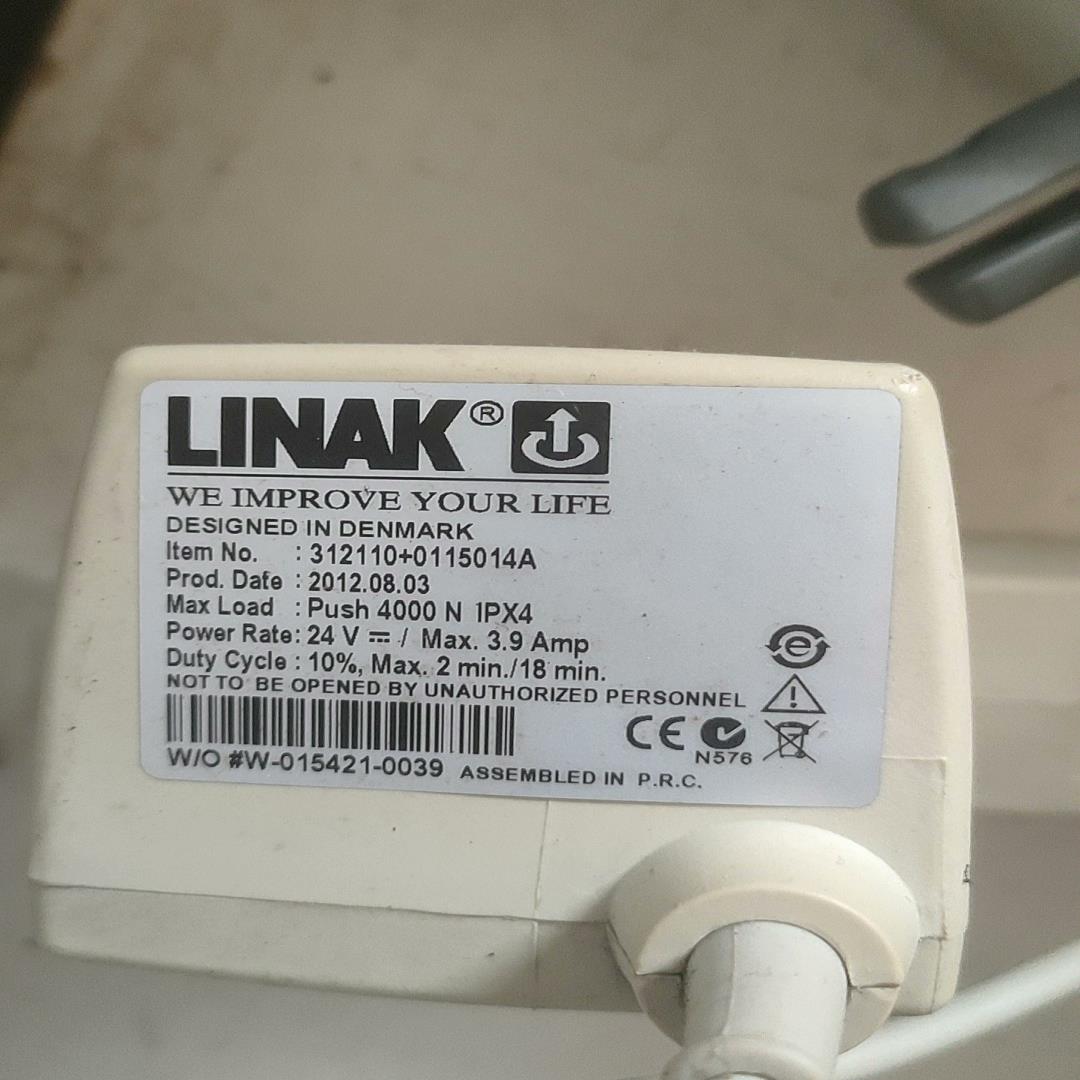 LINAK®
WE IMPROVE YOUR LIFE
DESIGNED IN DENMARK
Item No. : 312110+0115014A
Prod. Date : 2012.08.03
Max Load : Push 4000 N IPX4
Power Rate: 24 V ⎓ / Max. 3.9 Amp
Duty Cycle : 10%, Max. 2 min./18 min.
NOT TO BE OPENED BY UNAUTHORIZED PERSONNEL
CE
N576
W/O #W-015421-0039 ASSEMBLED IN P.R.C.